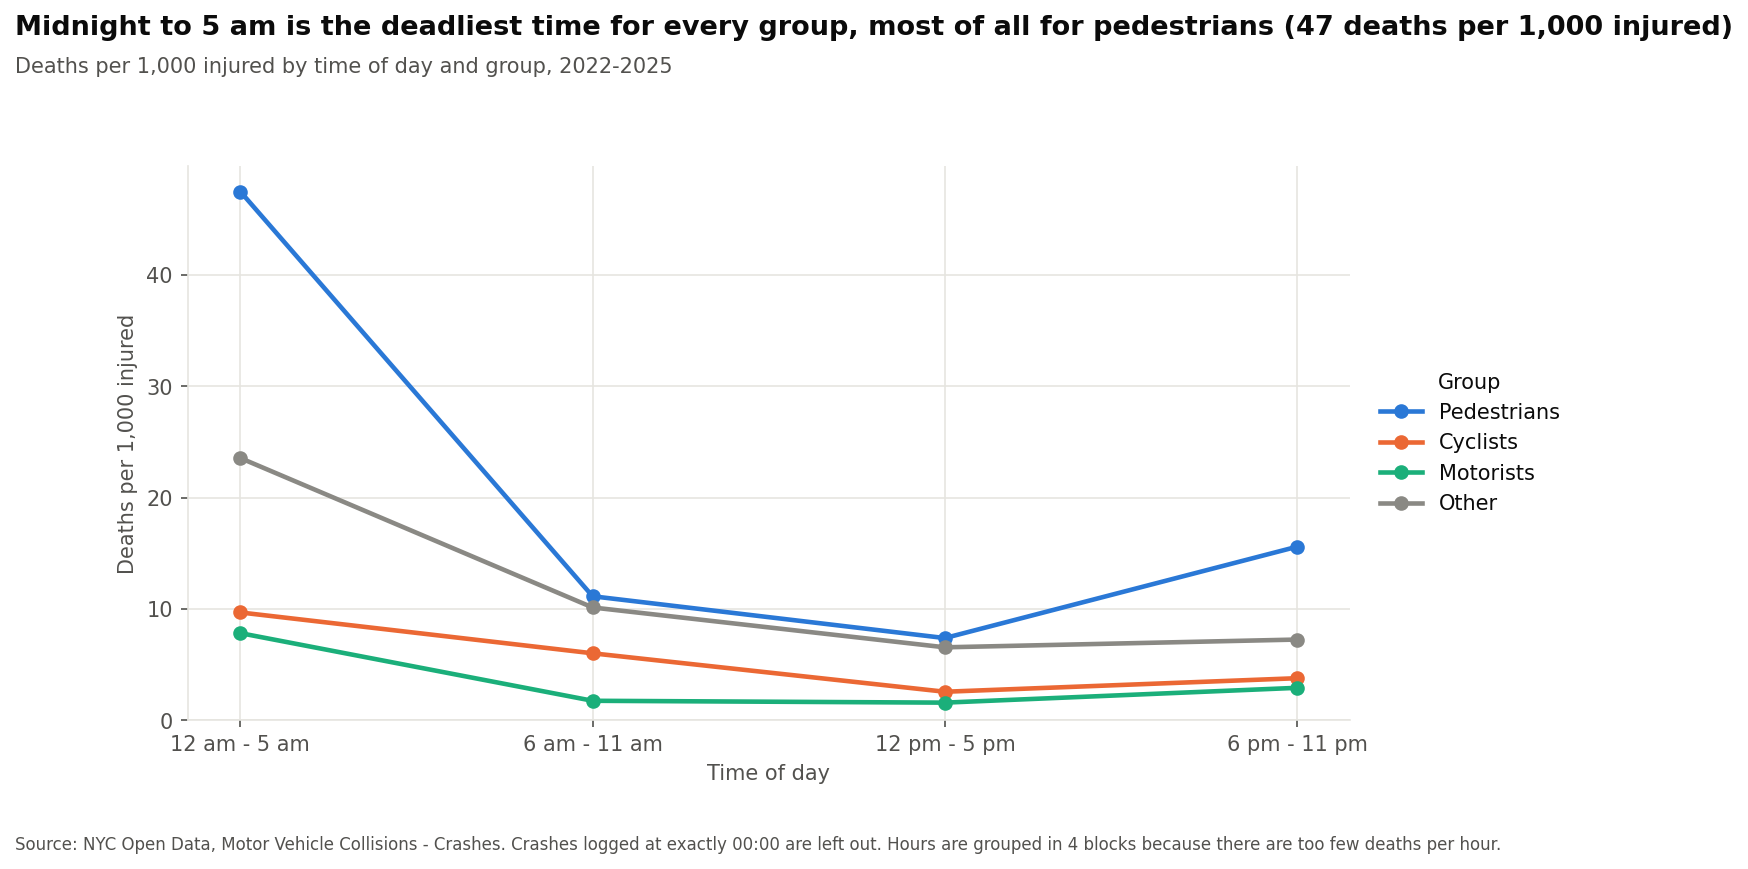 Midnight to 5 am is the deadliest time for every group, most of all for pedestrians (47 deaths per 1,000 injured)
Deaths per 1,000 injured by time of day and group, 2022-2025
Deaths per 1,000 injured
40
30
20
10
0
12 am - 5 am
6 am - 11 am
12 pm - 5 pm
6 pm - 11 pm
Time of day
Group
Pedestrians
Cyclists
Motorists
Other
Source: NYC Open Data, Motor Vehicle Collisions - Crashes. Crashes logged at exactly 00:00 are left out. Hours are grouped in 4 blocks because there are too few deaths per hour.